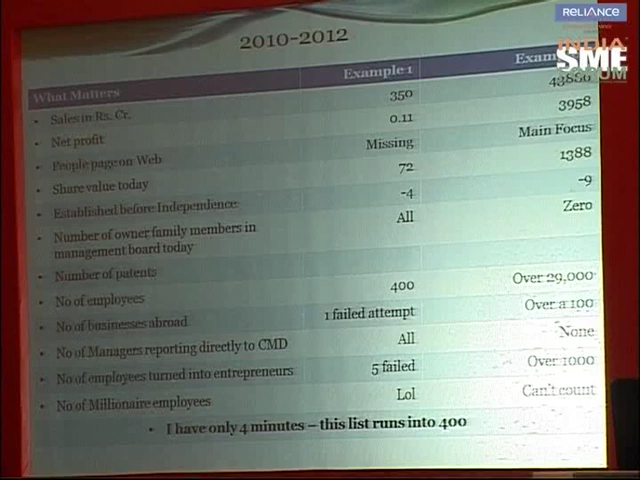 RELIANCE
INDIA
SME
FORUM
2010-2012
What Matters Example 1
• Sales in Rs. Cr. 350
• Net profit 0.11 3958
• People page on Web Missing Main Focus
• Share value today 72 1388
• Established before Independence -4 -9
• Number of owner family members in All Zero
management board today
• Number of patents
• No of employees 400 Over 29,000
• No of businesses abroad 1 failed attempt Over a 100
• No of Managers reporting directly to CMD All None
• No of employees turned into entrepreneurs 5 failed Over 1000
• No of Millionaire employees Lol Can't count
• I have only 4 minutes – this list runs into 400